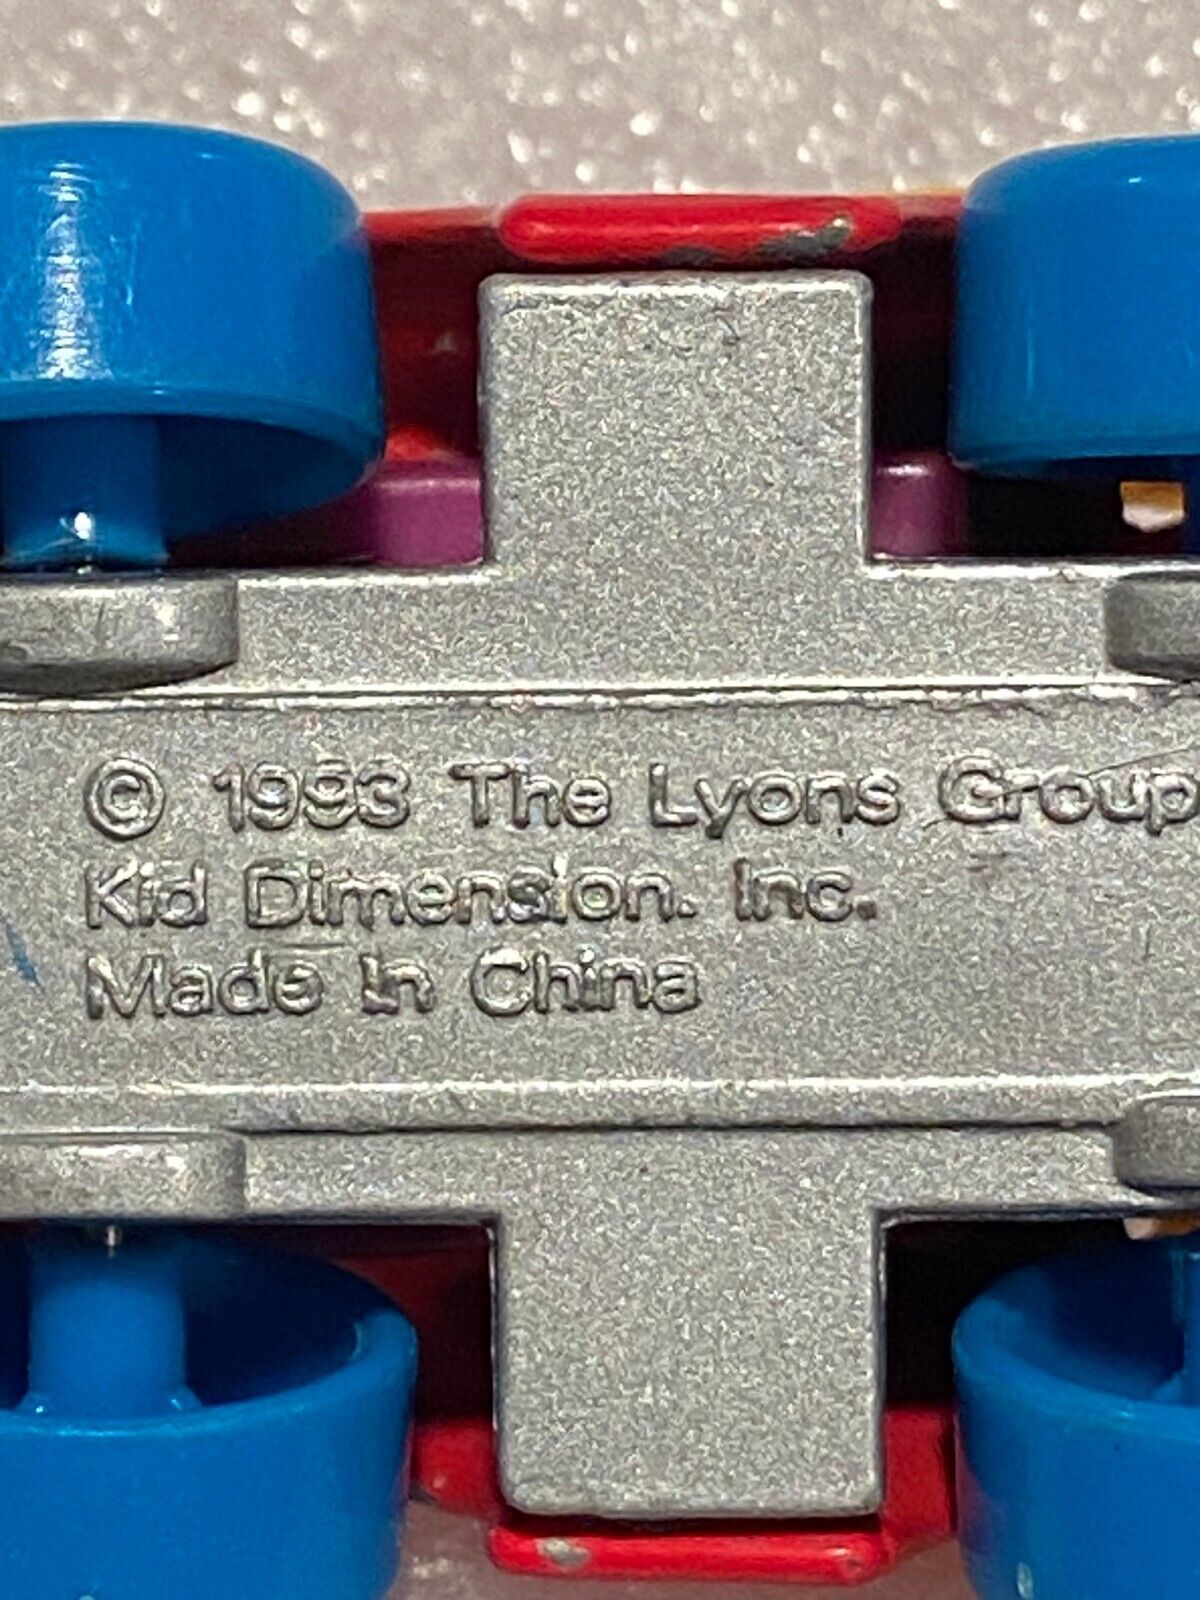 © 1993 The Lyons Group
Kid Dimension. Inc.
Made In China